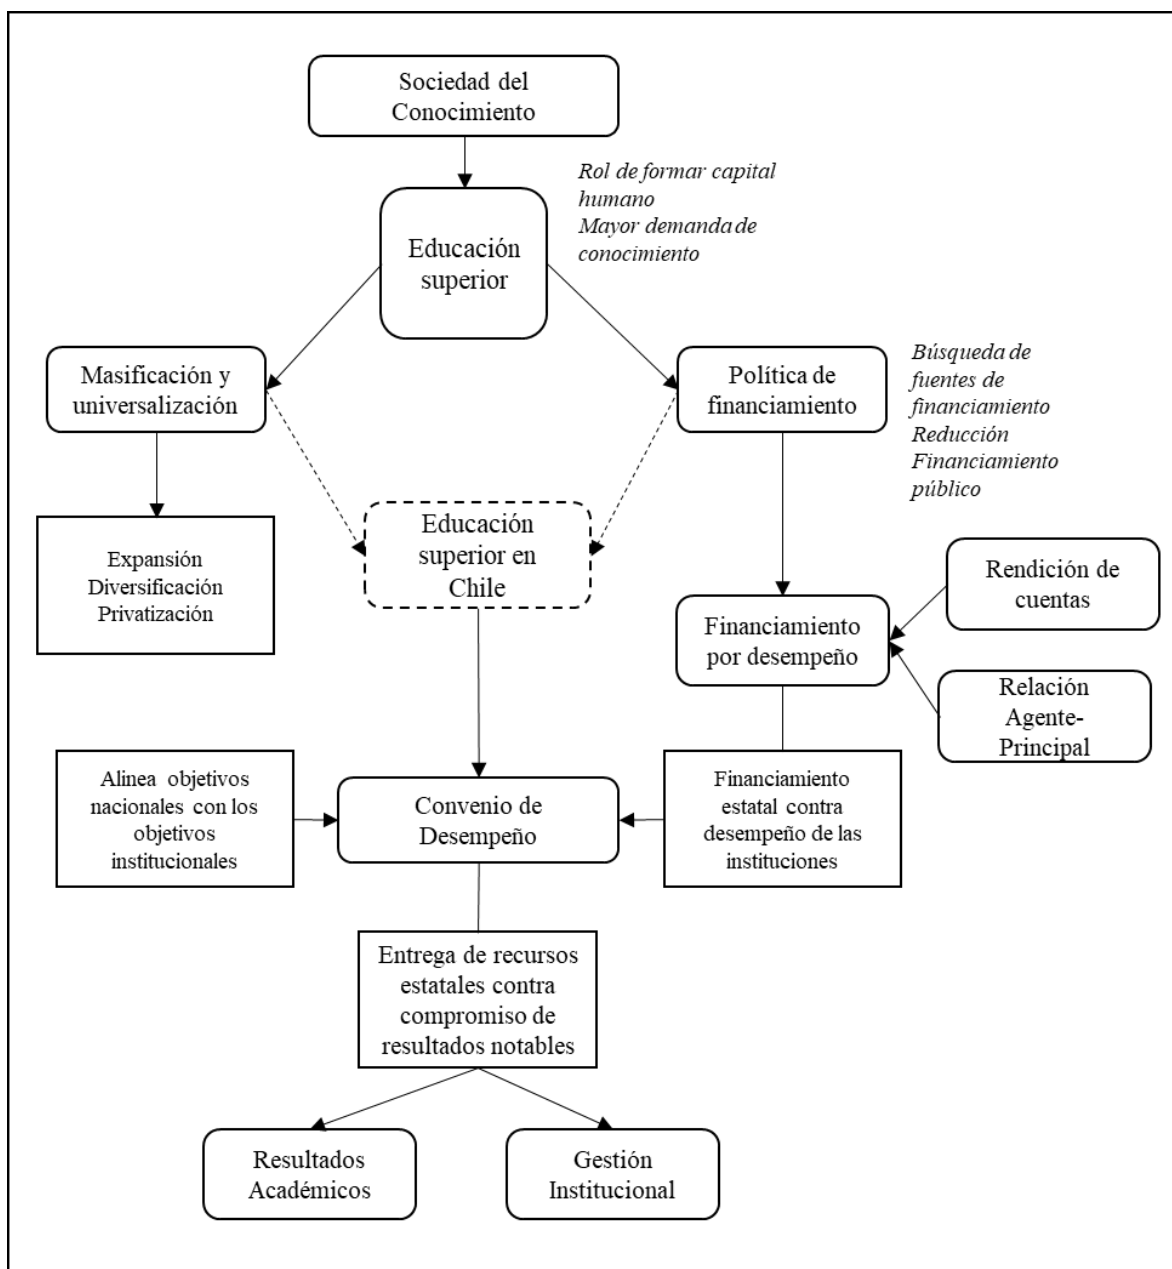 Sociedad del
Conocimiento
Rol de formar capital
humano
Mayor demanda de
conocimiento
Educación
superior
Masificación y
universalización
Política de
financiamiento
Búsqueda de
fuentes de
financiamiento
Reducción
Financiamiento
público
Expansión
Diversificación
Privatización
Educación
superior en
Chile
Rendición de
cuentas
Financiamiento
por desempeño
Relación
Agente-
Principal
Alinea objetivos
nacionales con los
objetivos
institucionales
Convenio de
Desempeño
Financiamiento
estatal contra
desempeño de las
instituciones
Entrega de recursos
estatales contra
compromiso de
resultados notables
Resultados
Académicos
Gestión
Institucional